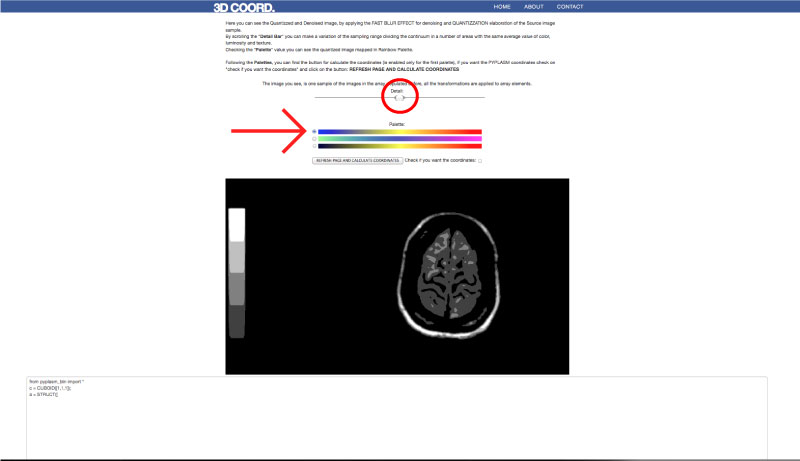 3D COORD.
HOME ABOUT CONTACT
Here you can see the Quantized and Denoised image, by applying the FAST BLUR EFFECT for denoising and QUANTIZZATION elaboration of the Source image
sample.
By scrolling the "Detail Bar" you can make a variation of the sampling range dividing the continuum in a number of areas with the same average value of color,
luminosity and texture.
Checking the "Palette" value you can see the quantized image mapped in Rainbow Palette.
Following the Palettes, you can find the button for calculate the coordinates (is enabled only for the first palette), if you want the PYPLASM coordinates check on
"check if you want the coordinates" and click on the button: REFRESH PAGE AND CALCULATE COORDINATES
The image you see, is one sample of the images in the array populated before, all the transformations are applied to array elements.
Detail:
Palette:
REFRESH PAGE AND CALCULATE COORDINATES Check if you want the coordinates:
from pyplasm_bin import *
c = CUBOID([1,1,1]);
a = STRUCT([